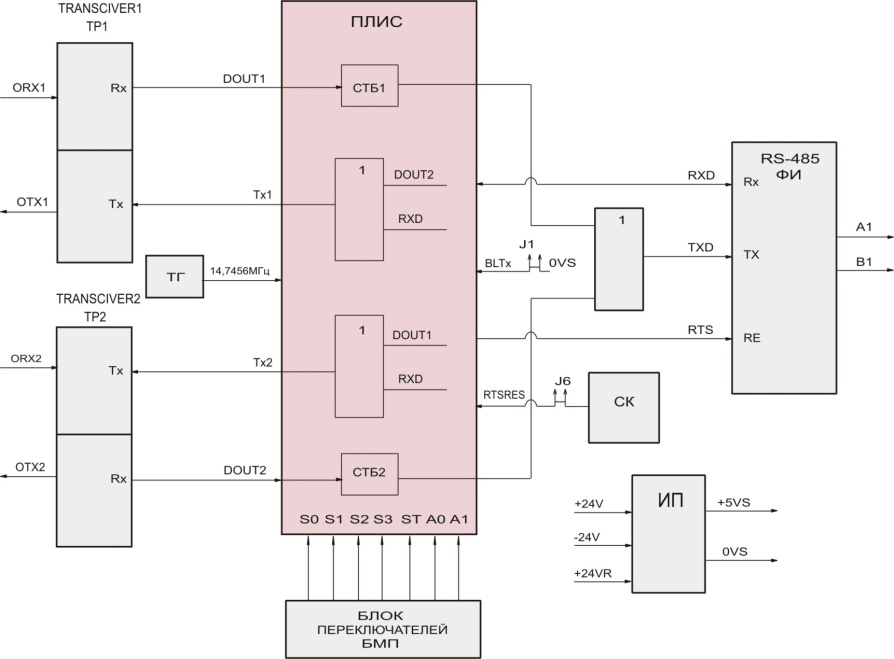 TRANSCIVER1
TP1
ORX1
Rx
DOUT1
OTX1
Tx
Tx1
ТГ
14,7456МГц
TRANSCIVER2
TP2
ORX2
Tx
Tx2
OTX2
Rx
DOUT2
ПЛИС
СТБ1
1
DOUT2
RXD
1
DOUT1
RXD
СТБ2
S0 S1 S2 S3 ST A0 A1
БЛОК
ПЕРЕКЛЮЧАТЕЛЕЙ
БМП
RXD
1
TXD
J1
BLTx
0VS
RTS
J6
RTSRES
СК
RS-485
ФИ
Rx
TX
RE
A1
B1
ИП
+24V
-24V
+24VR
+5VS
0VS